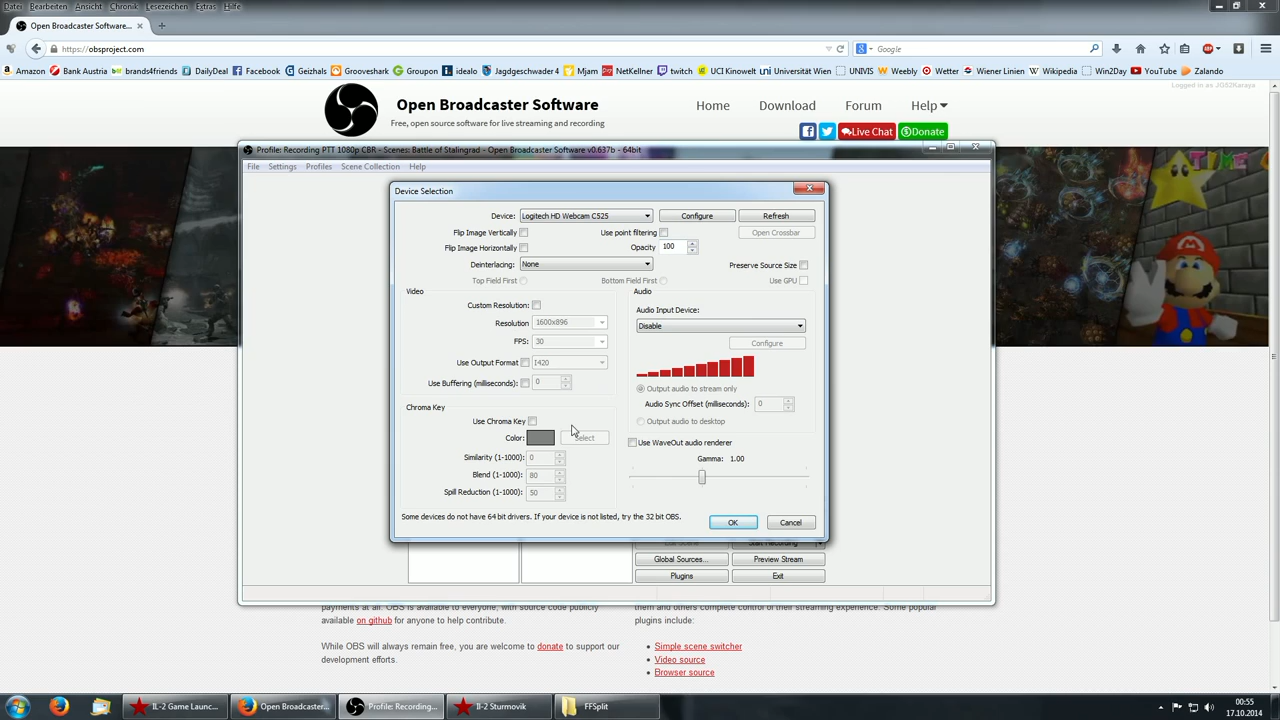 Datei Bearbeiten Ansicht Chronik Lesezeichen Extras Hilfe
Open Broadcaster Software...
https://obsproject.com
Google
Amazon Bank Austria brands4friends DailyDeal Facebook Geizhals Grooveshark Groupon idealo Jagdgeschwader 4 Mjam NetKellner twitch UCI Kinowelt Universität Wien UNIVIS Weebly Wetter Wiener Linien Wikipedia Win2Day YouTube Zalando
Logged in as JG52Karaya
Open Broadcaster Software
Free, open source software for live streaming and recording
Home Download Forum Help
Live Chat Donate
Profile: Recording PTT 1080p CBR - Scenes: Battle of Stalingrad - Open Broadcaster Software v0.637b - 64bit
File Settings Profiles Scene Collection Help
Device Selection
Device: Logitech HD Webcam C525 Configure Refresh
Flip Image Vertically Use point filtering Open Crossbar
Flip Image Horizontally Opacity 100
Deinterlacing: None Preserve Source Size
Top Field First Bottom Field First Use GPU
Video Audio
Custom Resolution: Audio Input Device:
Resolution 1600x896 Disable
FPS: 30 Configure
Use Output Format I420
Use Buffering (milliseconds): 0 Output audio to stream only
Audio Sync Offset (milliseconds): 0
Chroma Key
Use Chroma Key Output audio to desktop
Color: Select Use WaveOut audio renderer
Similarity (1-1000): 0 Gamma: 1.00
Blend (1-1000): 80
Spill Reduction (1-1000): 50
Some devices do not have 64 bit drivers. If your device is not listed, try the 32 bit OBS. OK Cancel
Global Sources... Preview Stream
Plugins Exit
payments at all. OBS is available to everyone, with source code publicly
available on github for anyone to help contribute.
While OBS will always remain free, you are welcome to donate to support our
development efforts.
them and others complete control of their streaming experience. Some popular
plugins include:
Simple scene switcher
Video source
Browser source
IL-2 Game Launc... Open Broadcaster... Profile: Recording... Il-2 Sturmovik FFSplit
00:55
17.10.2014